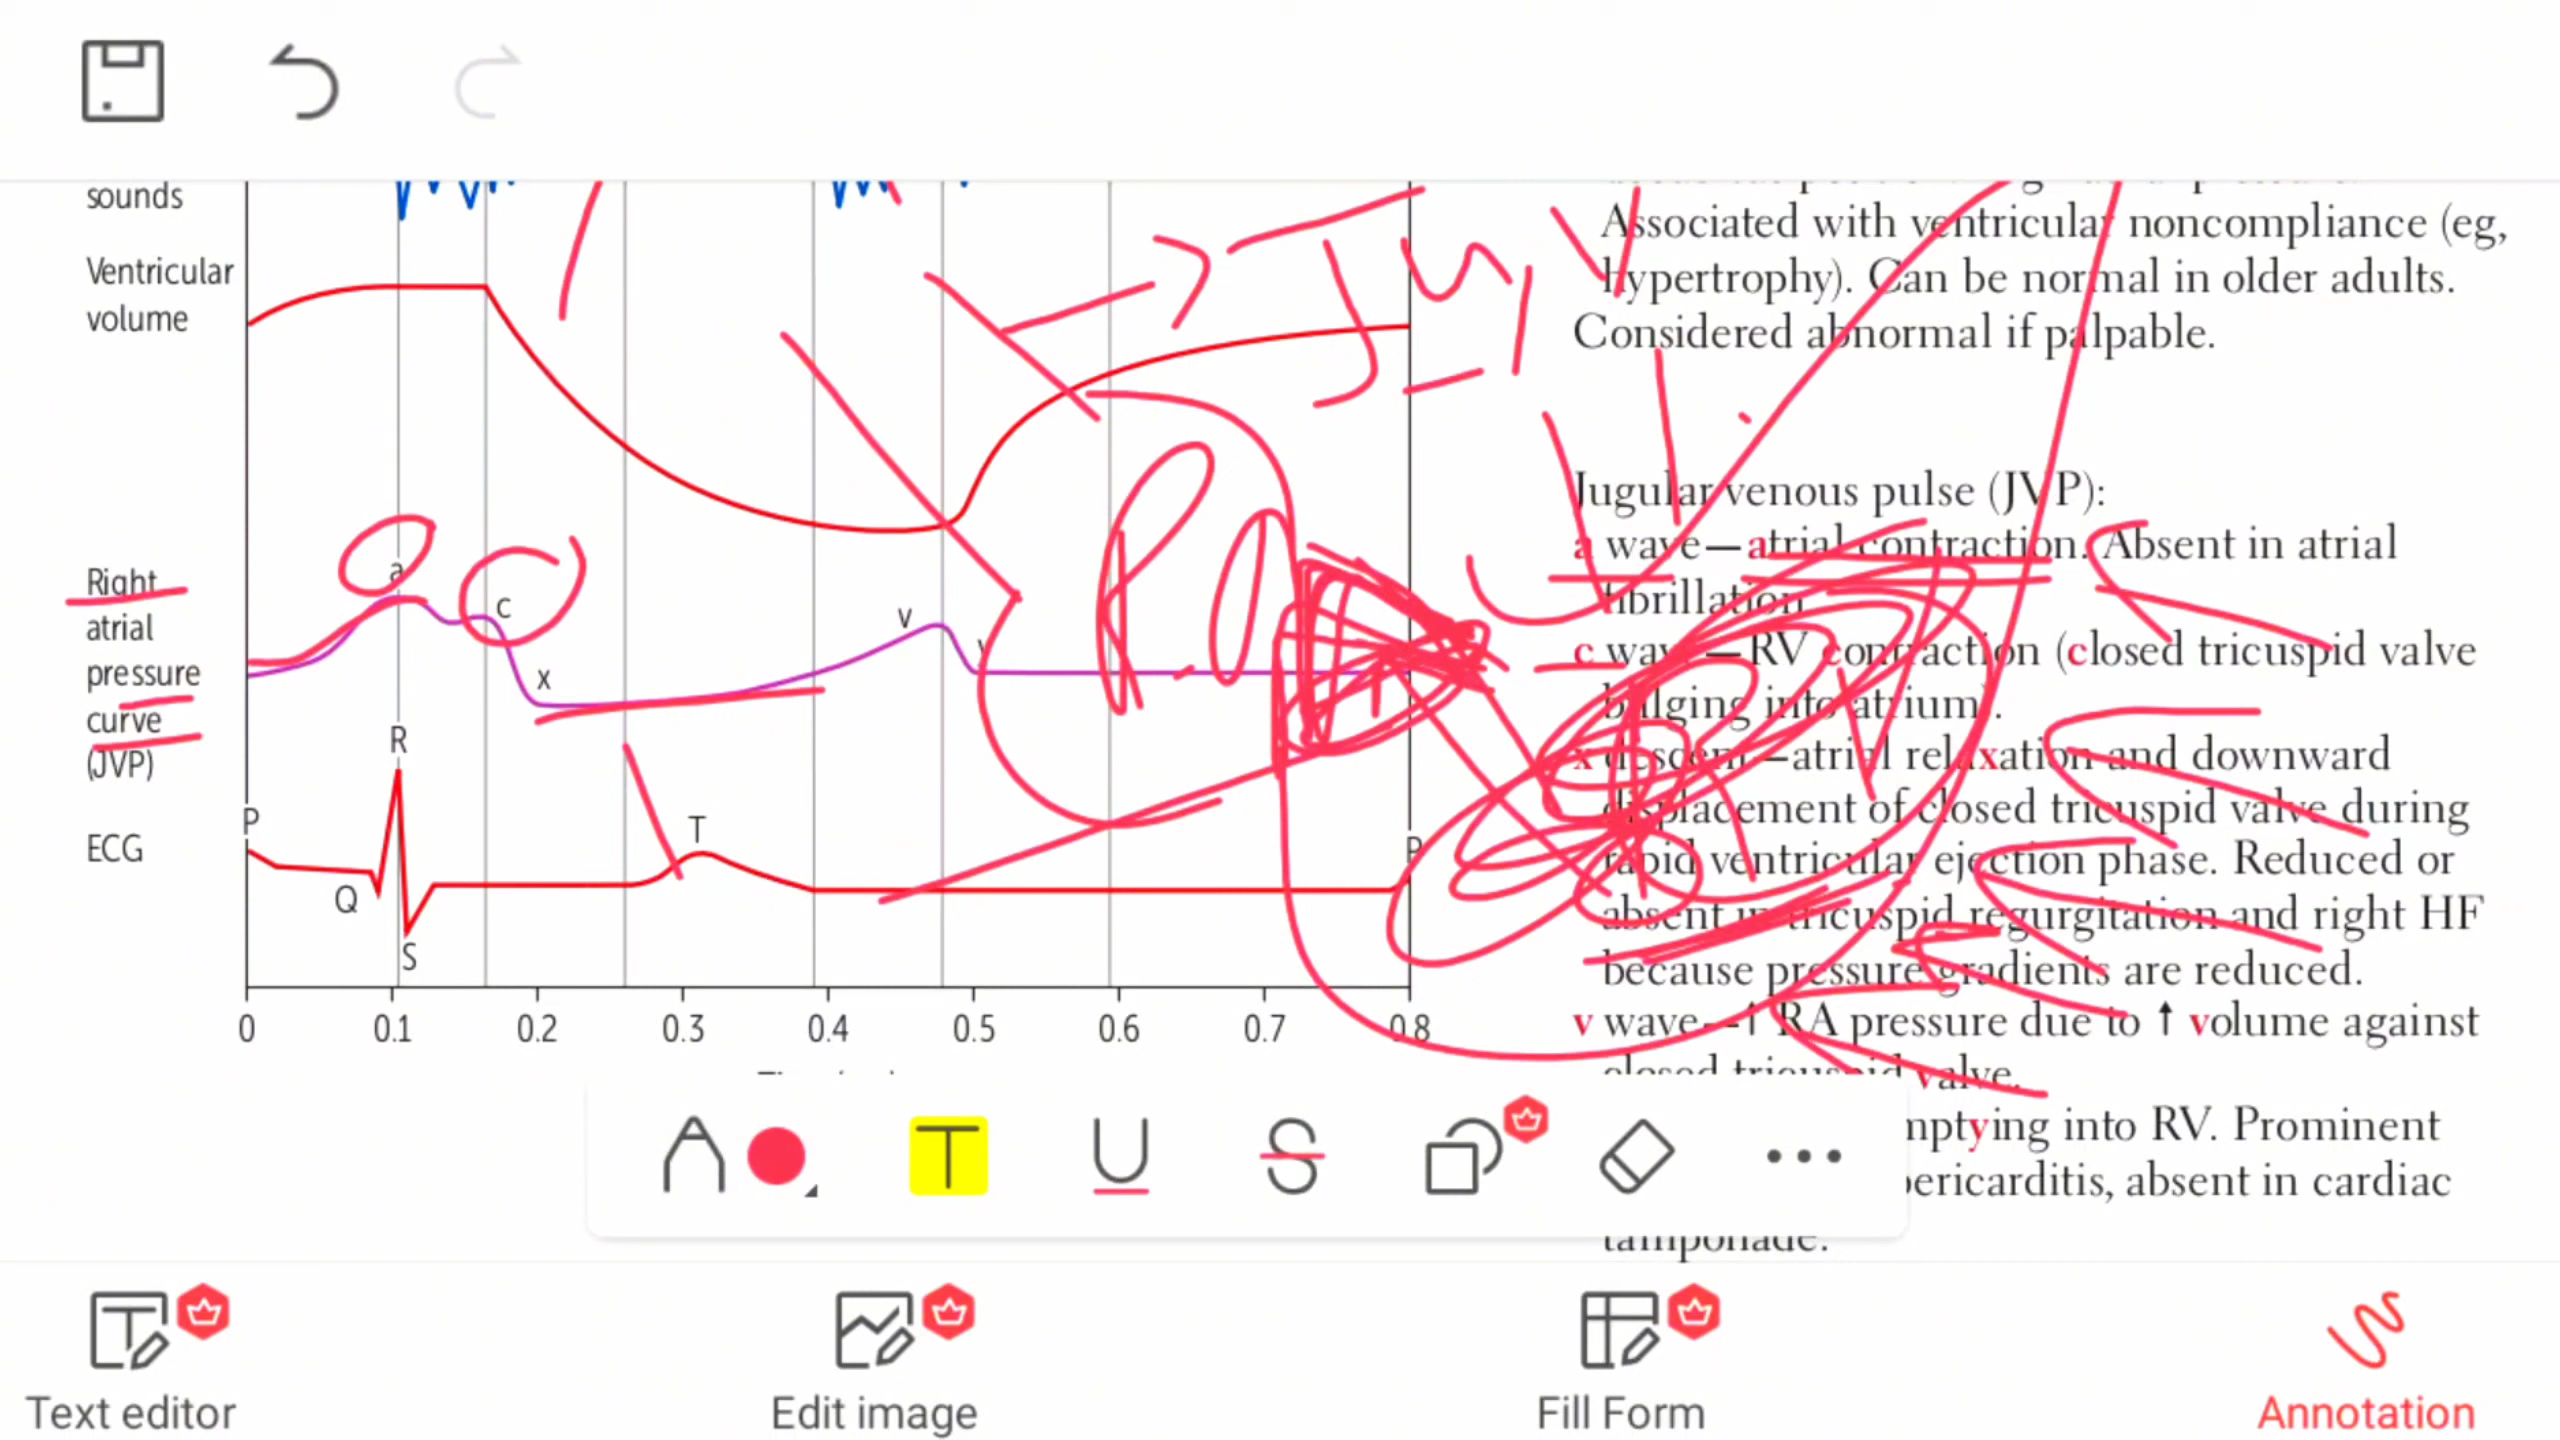 sounds
Ventricular
volume
Right
atrial
pressure
curve
(JVP)
ECG
a
c
x
v
P
Q
R
S
T
P
0 0.1 0.2 0.3 0.4 0.5 0.6 0.7 0.8
a
c
RA
Associated with ventricular noncompliance (eg,
hypertrophy). Can be normal in older adults.
Considered abnormal if palpable.
Jugular venous pulse (JVP):
a wave—atrial contraction. Absent in atrial
fibrillation
c wave—RV contraction (closed tricuspid valve
bulging into atrium).
x descent—atrial relaxation and downward
displacement of closed tricuspid valve during
rapid ventricular ejection phase. Reduced or
absent in tricuspid regurgitation and right HF
because pressure gradients are reduced.
v wave—↑ RA pressure due to ↑ volume against
closed tricuspid valve.
mptying into RV. Prominent
pericarditis, absent in cardiac
tamponade.
T U S
Text editor
Edit image
Fill Form
Annotation